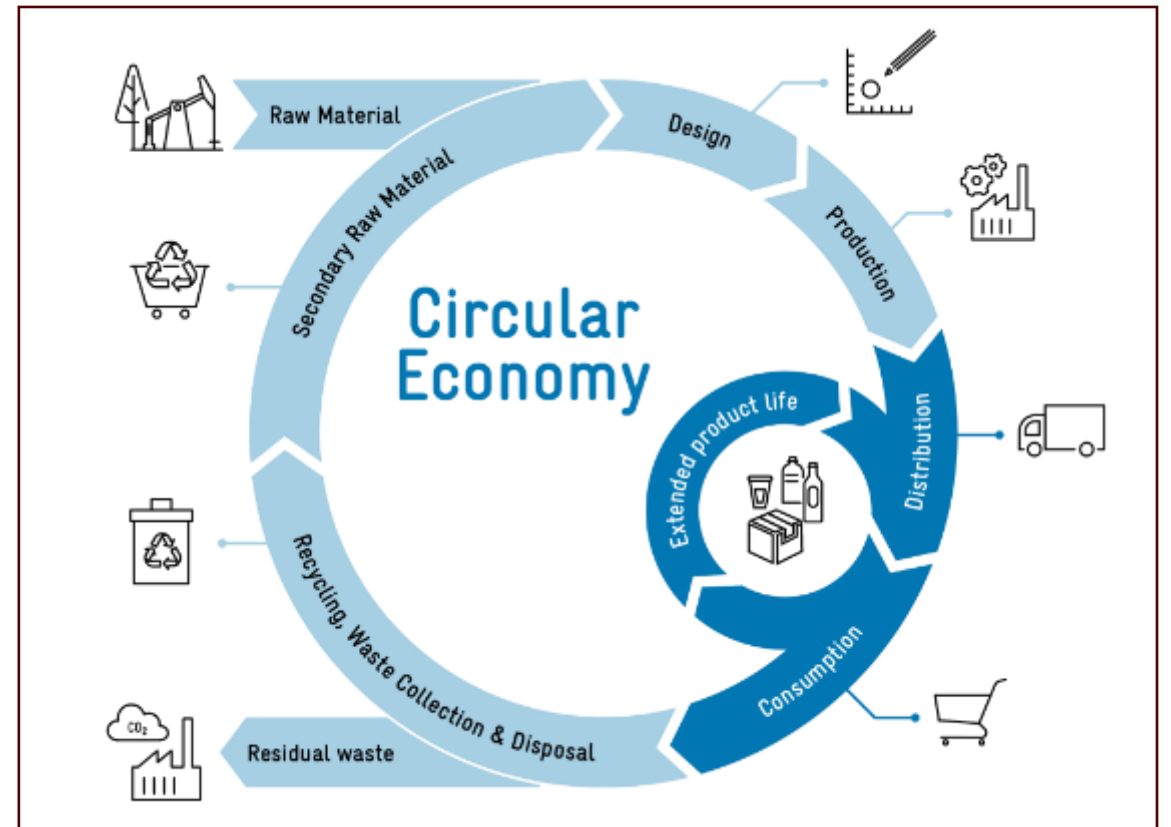 Raw Material
Design
Secondary Raw Material
Production
Circular
Economy
Extended product life
Distribution
Recycling, Waste Collection & Disposal
Consumption
CO₂
Residual waste